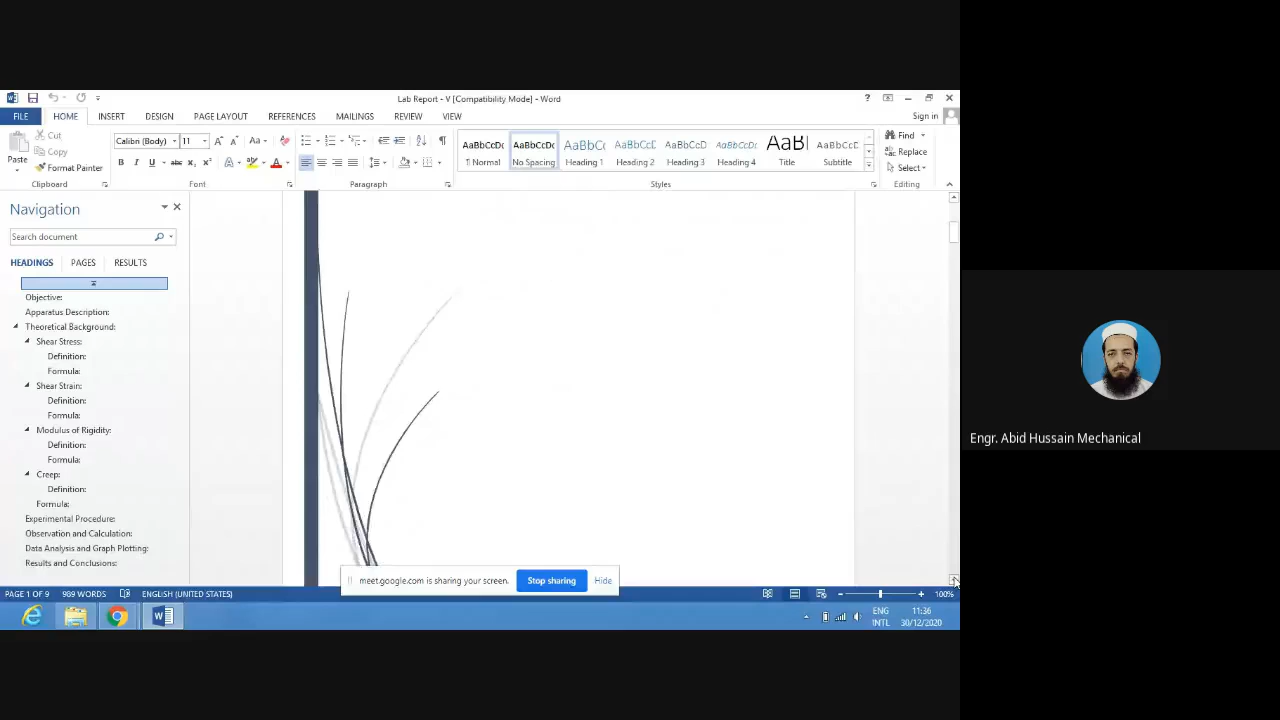 Lab Report - V [Compatibility Mode] - Word
?
FILE HOME INSERT DESIGN PAGE LAYOUT REFERENCES MAILINGS REVIEW VIEW Sign in
Paste
Cut
Copy
Format Painter
Clipboard
Calibri (Body) 11 A A Aa
B I U abc X₂ X² A A
Font
Paragraph
AaBbCcDc AaBbCcDc AaBbCc AaBbCcE AaBbCcD AaBbCcD AaB AaBbCcD
¶ Normal No Spacing Heading 1 Heading 2 Heading 3 Heading 4 Title Subtitle
Styles
Find
Replace
Select
Editing
Navigation
Search document
HEADINGS PAGES RESULTS
Objective:
Apparatus Description:
Theoretical Background:
Shear Stress:
Definition:
Formula:
Shear Strain:
Definition:
Formula:
Modulus of Rigidity:
Definition:
Formula:
Creep:
Definition:
Formula:
Experimental Procedure:
Observation and Calculation:
Data Analysis and Graph Plotting:
Results and Conclusions:
meet.google.com is sharing your screen. Stop sharing Hide
PAGE 1 OF 9 989 WORDS ENGLISH (UNITED STATES) 100%
ENG
INTL
11:36
30/12/2020
Engr. Abid Hussain Mechanical